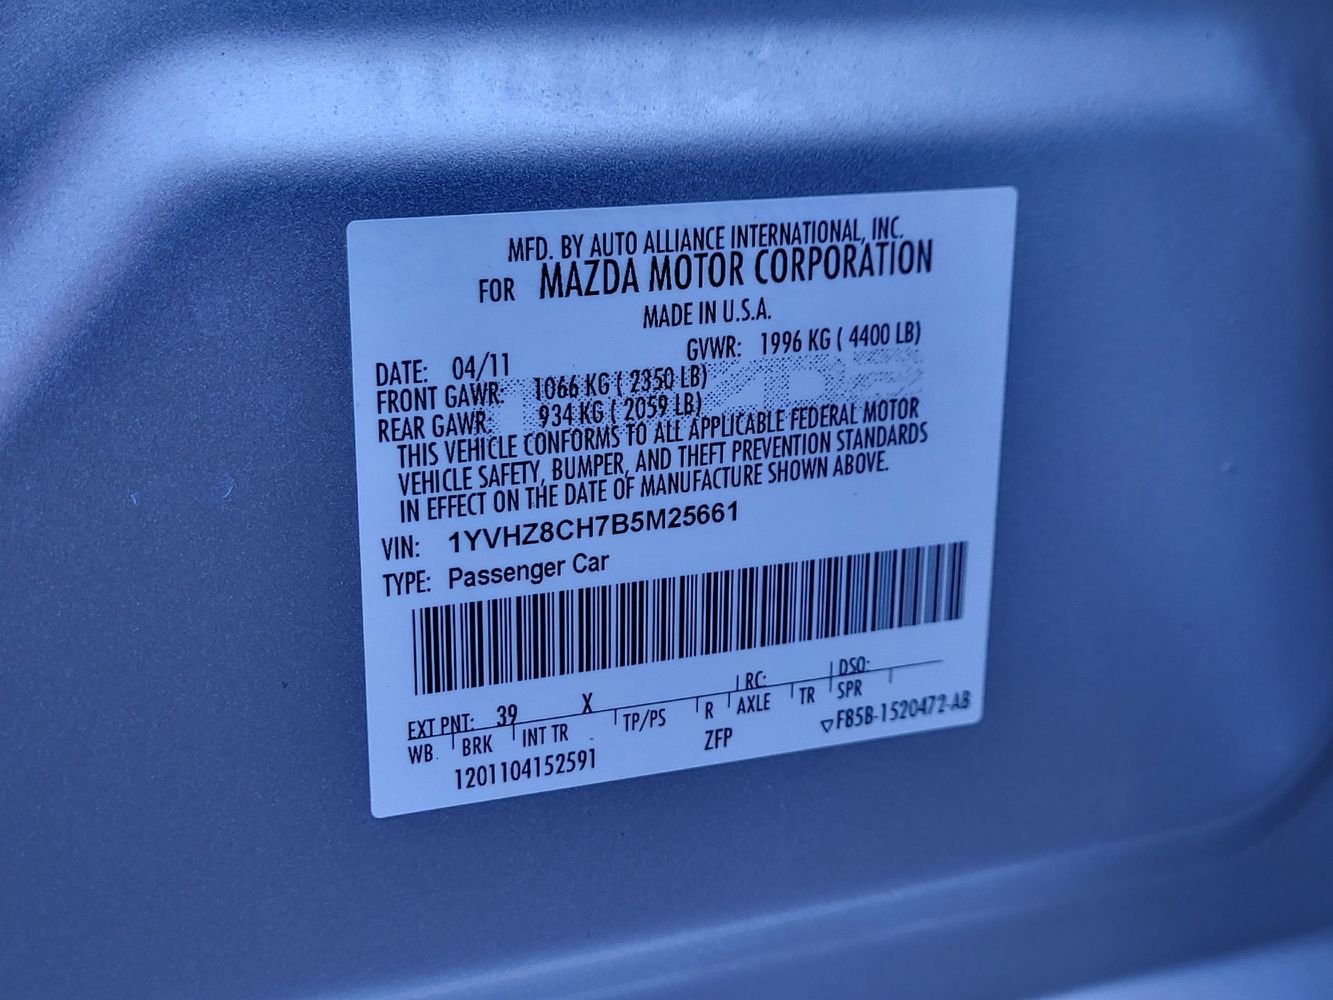 MFD. BY AUTO ALLIANCE INTERNATIONAL, INC.
FOR MAZDA MOTOR CORPORATION
MADE IN U.S.A.
DATE: 04/11 GVWR: 1996 KG ( 4400 LB)
FRONT GAWR: 1066 KG ( 2350 LB)
REAR GAWR: 934 KG ( 2059 LB)
THIS VEHICLE CONFORMS TO ALL APPLICABLE FEDERAL MOTOR
VEHICLE SAFETY, BUMPER, AND THEFT PREVENTION STANDARDS
IN EFFECT ON THE DATE OF MANUFACTURE SHOWN ABOVE.
VIN: 1YVHZ8CH7B5M25661
TYPE: Passenger Car
EXT PNT: 39 X RC: DSO:
WB BRK INT TR TP/PS R AXLE TR SPR
1201104152591 ZFP ▽F85B-1520472-AB